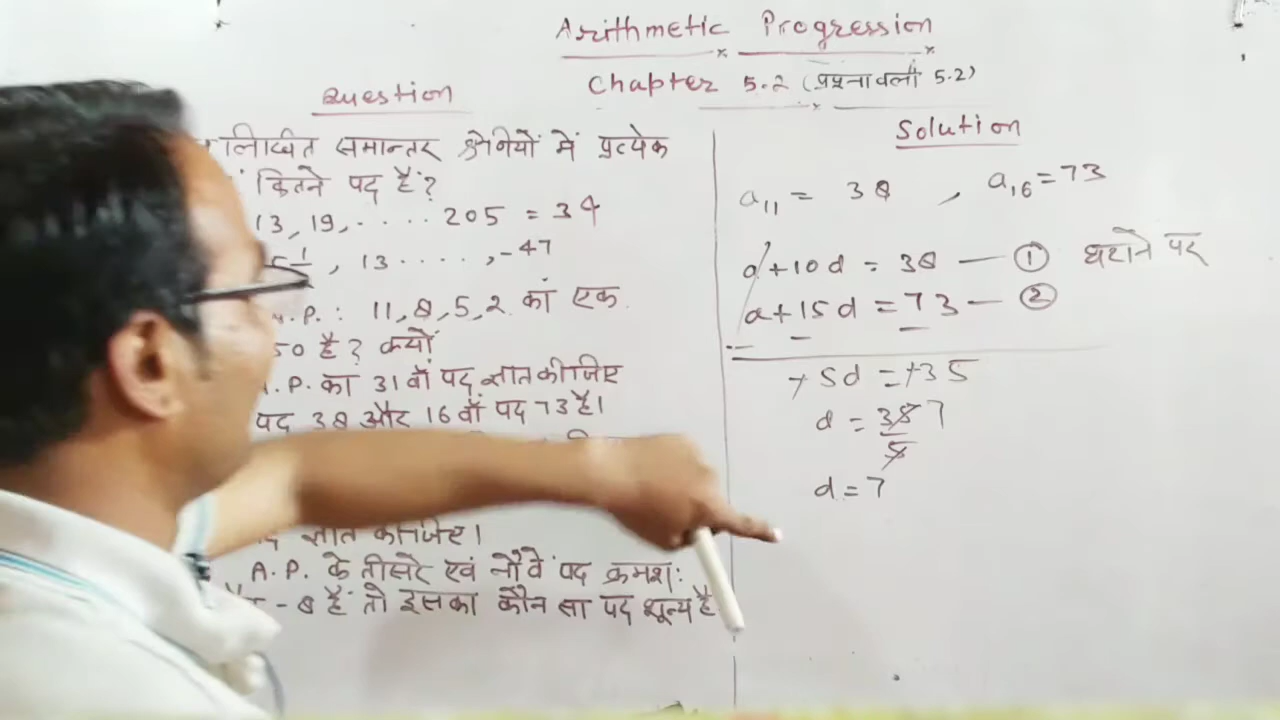 Arithmetic Progression
Chapter 5.2 (प्रश्नावली 5.2)
Question
लिखित समान्तर श्रेनियों में प्रत्येक
कितने पद हैं?
13, 19, ..... 205 = 34
, 13 ....., -47
.P.: 11, 8, 5, 2. का एक
50 है? क्यों
.P. का 31वाँ पद ज्ञात कीजिए
पद 38 और 16वाँ पद 73 है।
ज्ञात कीजिए।
A.P. के तीसरे एवं नौवें पद क्रमश:
-8 हैं तो इसका कौन सा पद शून्य है
Solution
a11 = 38 , a16 = 73
a+10d = 38 — ① घटाने पर
a+15d = 73 — ②
+5d = +35
d = 35/5 7
d = 7